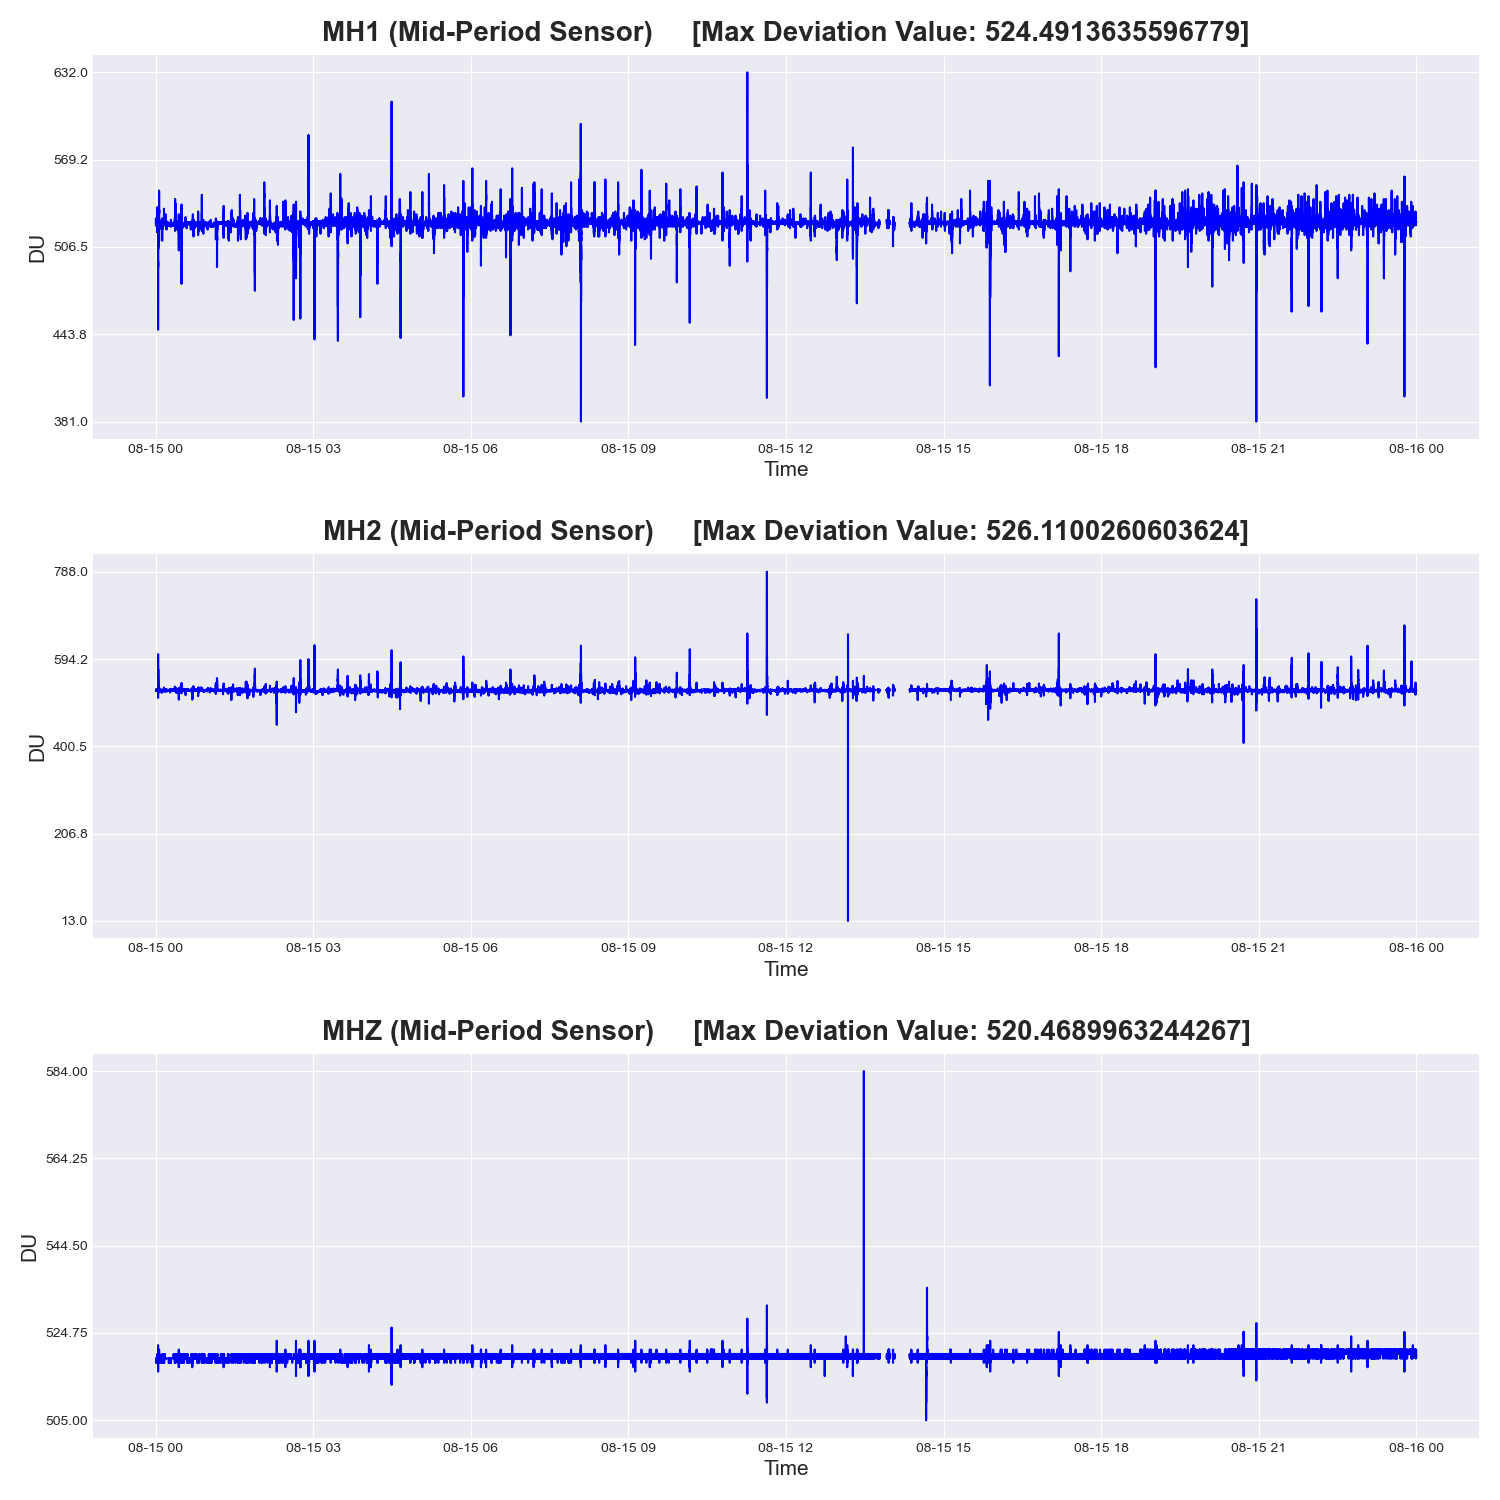 MH1 (Mid-Period Sensor)     [Max Deviation Value: 524.4913635596779]
632.0
569.2
506.5
443.8
381.0
DU
08-15 00 08-15 03 08-15 06 08-15 09 08-15 12 08-15 15 08-15 18 08-15 21 08-16 00
Time
MH2 (Mid-Period Sensor)     [Max Deviation Value: 526.1100260603624]
788.0
594.2
400.5
206.8
13.0
DU
08-15 00 08-15 03 08-15 06 08-15 09 08-15 12 08-15 15 08-15 18 08-15 21 08-16 00
Time
MHZ (Mid-Period Sensor)     [Max Deviation Value: 520.4689963244267]
584.00
564.25
544.50
524.75
505.00
DU
08-15 00 08-15 03 08-15 06 08-15 09 08-15 12 08-15 15 08-15 18 08-15 21 08-16 00
Time